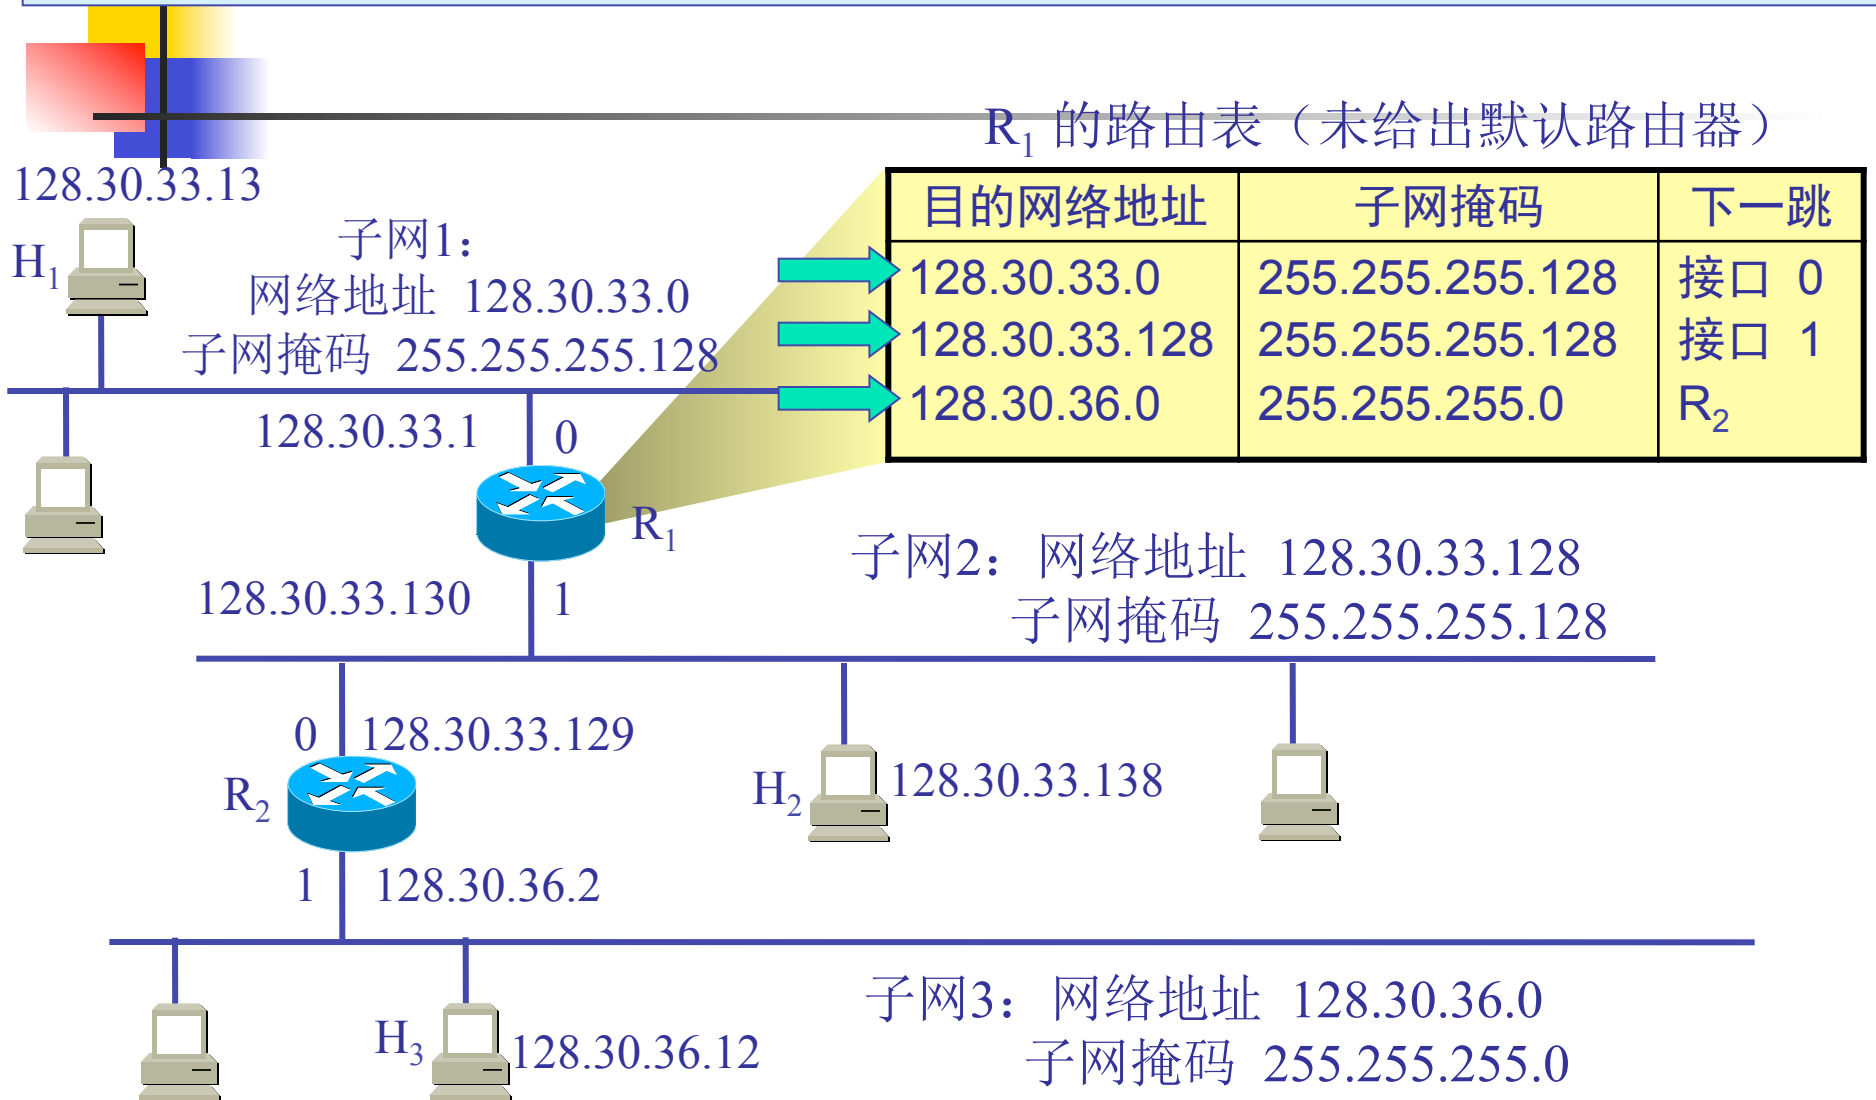 R1 的路由表（未给出默认路由器）
目的网络地址 子网掩码 下一跳
128.30.33.0 255.255.255.128 接口 0
128.30.33.128 255.255.255.128 接口 1
128.30.36.0 255.255.255.0 R2
128.30.33.13
H1
子网1：
网络地址 128.30.33.0
子网掩码 255.255.255.128
128.30.33.1
0
R1
128.30.33.130
1
子网2：网络地址 128.30.33.128
子网掩码 255.255.255.128
0
128.30.33.129
R2
H2
128.30.33.138
1
128.30.36.2
H3
128.30.36.12
子网3：网络地址 128.30.36.0
子网掩码 255.255.255.0